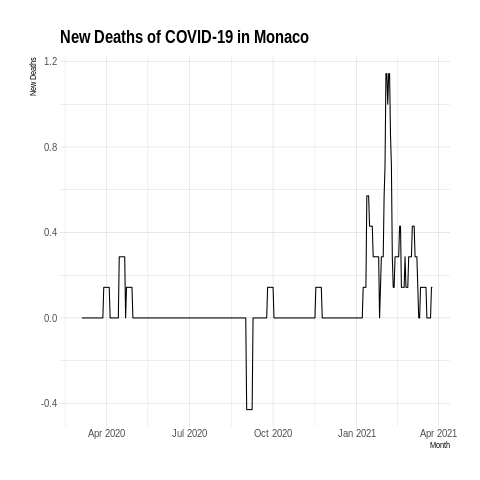 New Deaths of COVID-19 in Monaco
New Deaths
1.2
0.8
0.4
0.0
-0.4
Apr 2020 Jul 2020 Oct 2020 Jan 2021 Apr 2021
Month